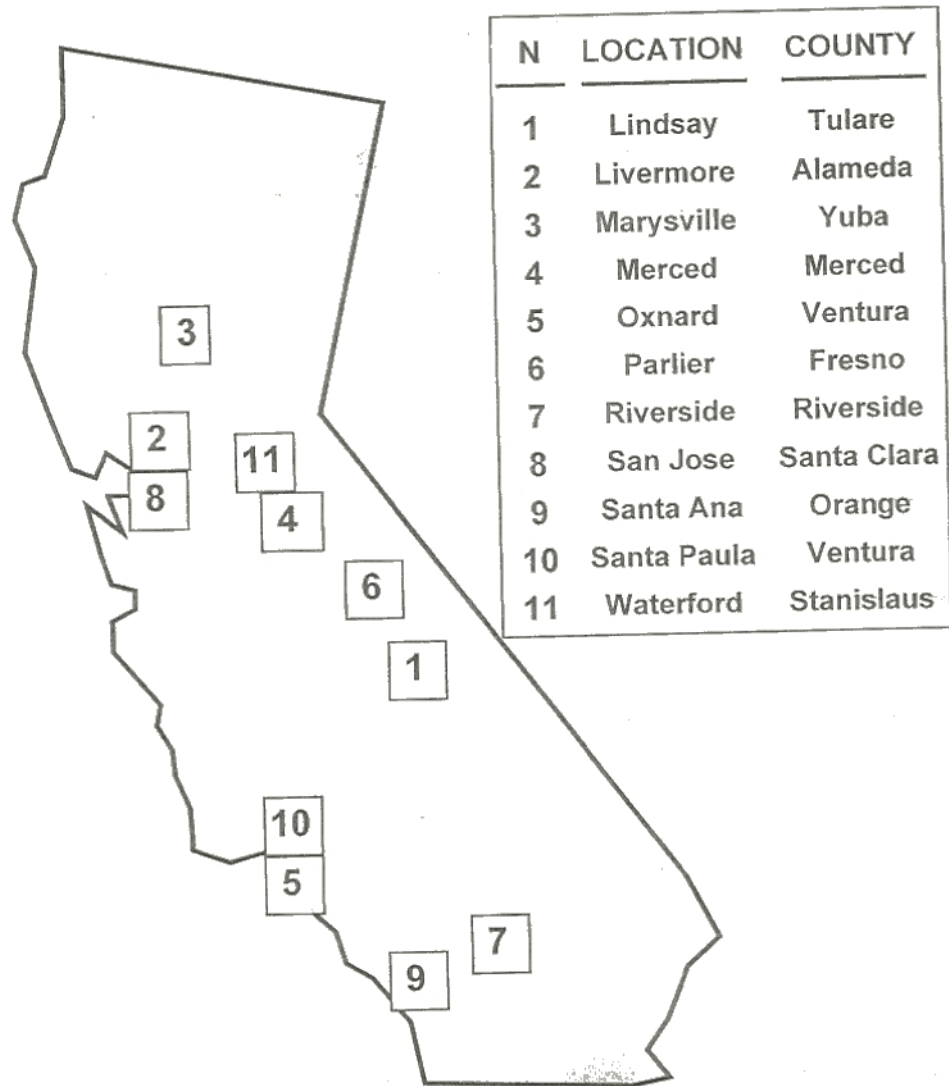 N LOCATION COUNTY
1 Lindsay Tulare
2 Livermore Alameda
3 Marysville Yuba
4 Merced Merced
5 Oxnard Ventura
6 Parlier Fresno
7 Riverside Riverside
8 San Jose Santa Clara
9 Santa Ana Orange
10 Santa Paula Ventura
11 Waterford Stanislaus
3
2
11
8
4
6
1
10
5
7
9